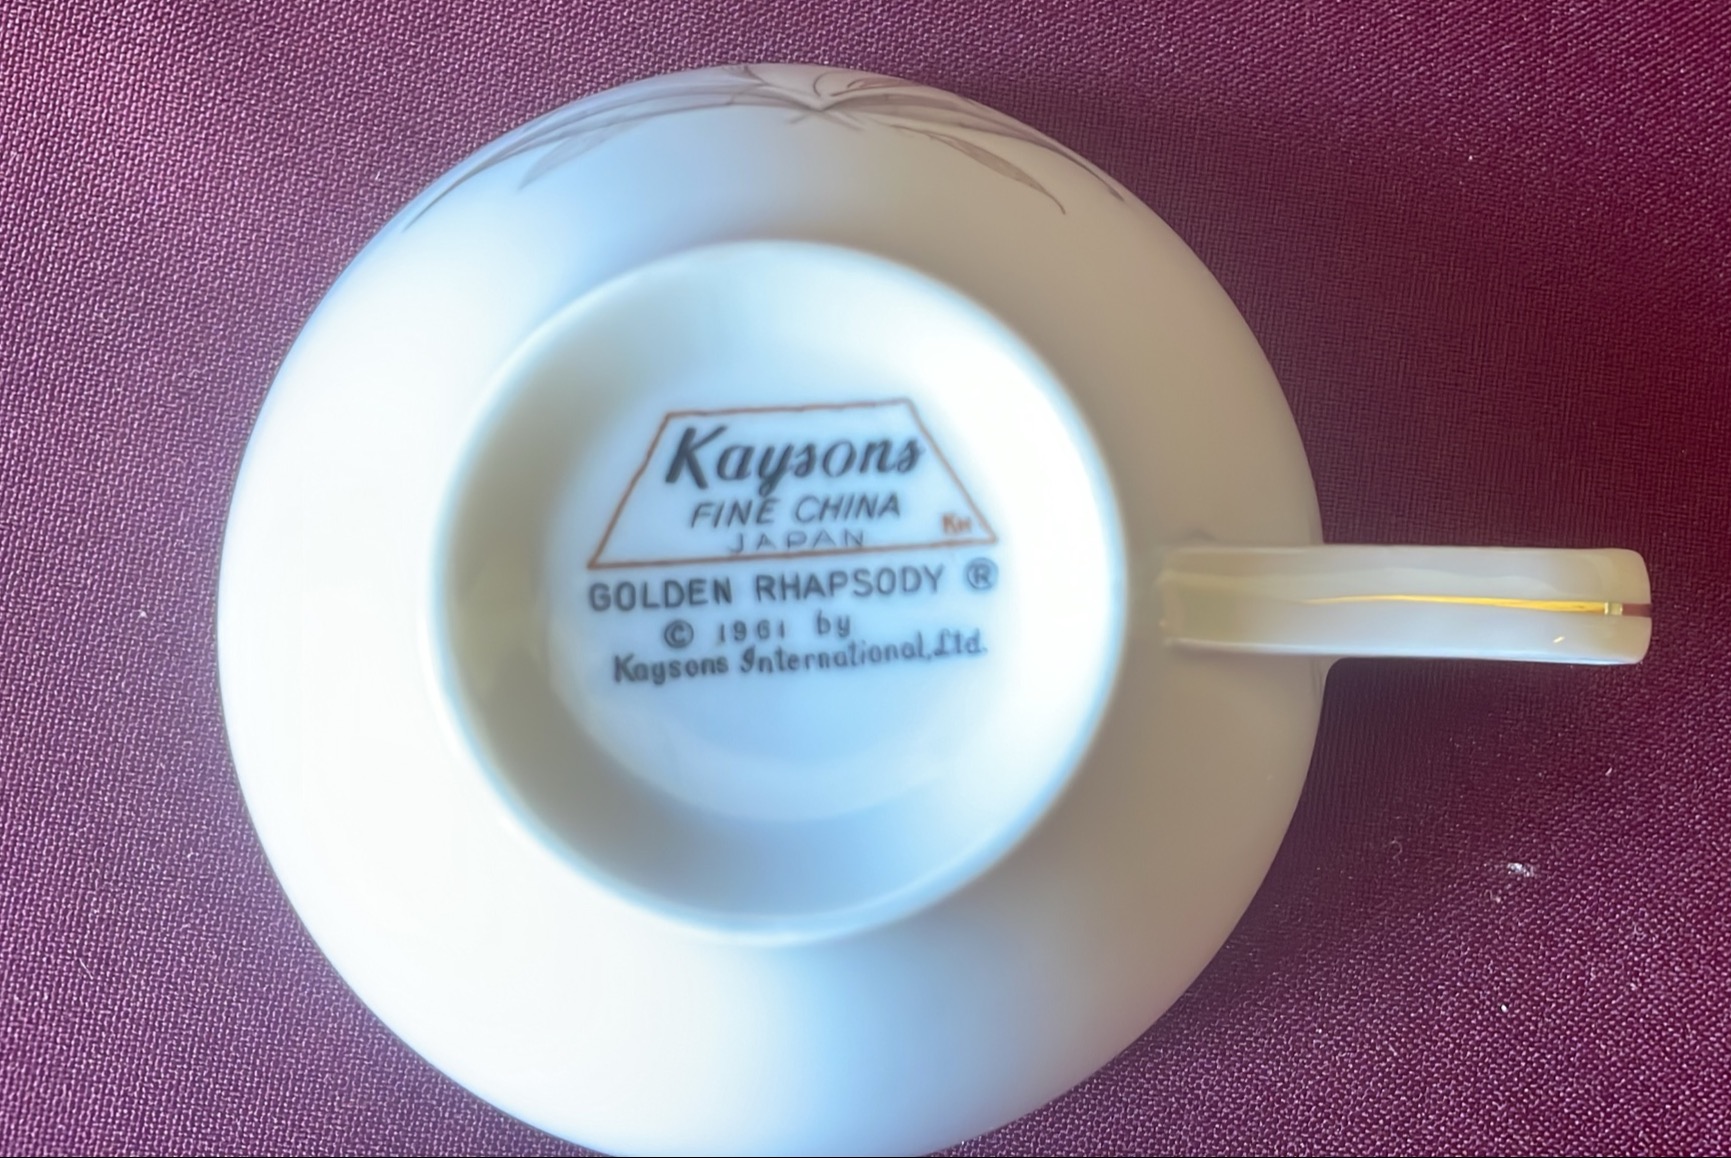 Kaysons
FINE CHINA
JAPAN
KH
GOLDEN RHAPSODY ®
© 1961 by
Kaysons International, Ltd.